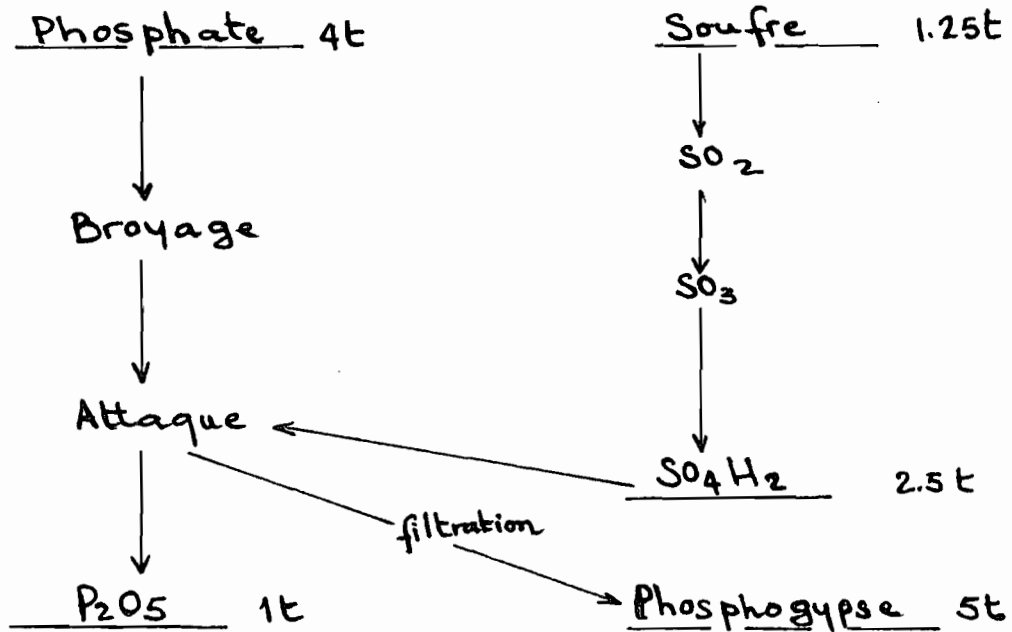 Phosphate 4t Soufre 1.25t
SO2
Broyage
SO3
Attaque
SO4H2 2.5t
filtration
P2O5 1t Phosphogypse 5t